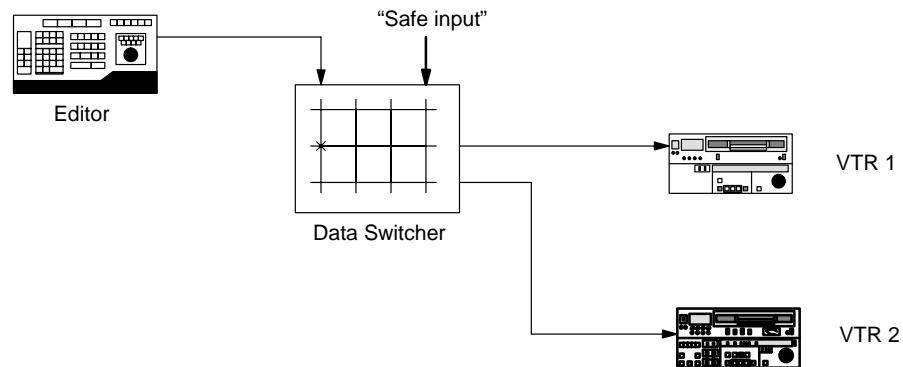 “Safe input”
Editor
VTR 1
Data Switcher
VTR 2